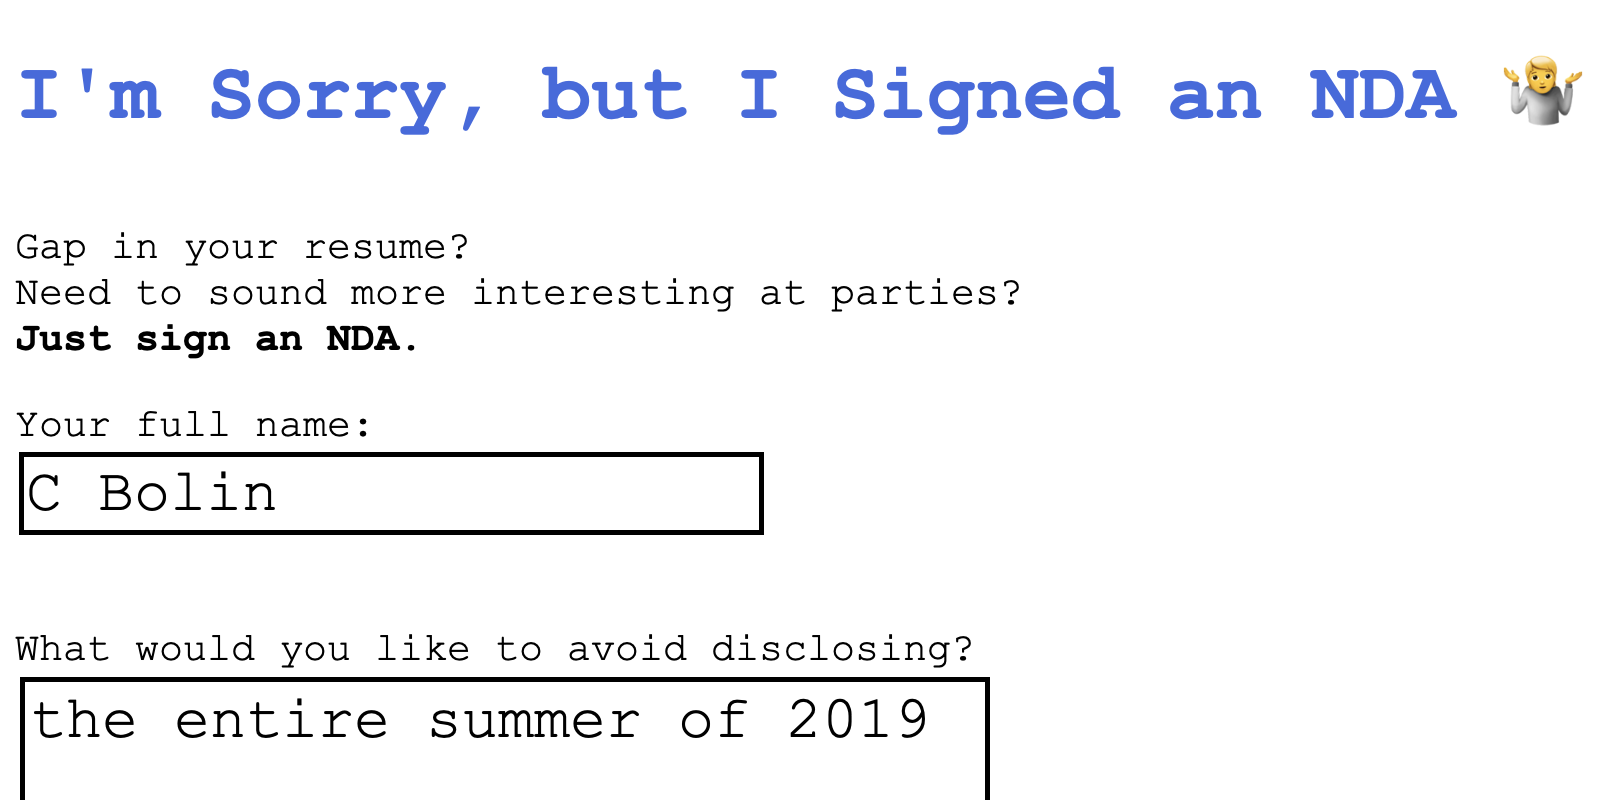 I'm Sorry, but I Signed an NDA 🤷
Gap in your resume?
Need to sound more interesting at parties?
Just sign an NDA.
Your full name:
C Bolin
What would you like to avoid disclosing?
the entire summer of 2019